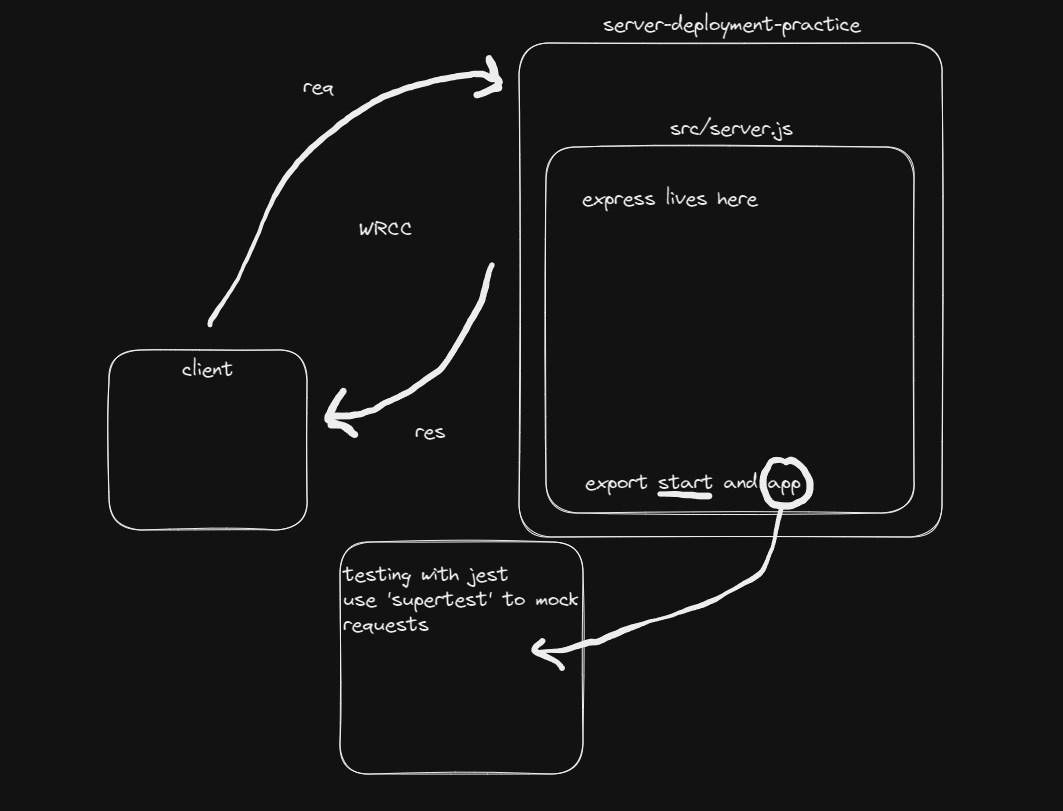 server-deployment-practice
req
src/server.js
express lives here
WRCC
client
res
export start and app
testing with jest
use 'supertest' to mock
requests